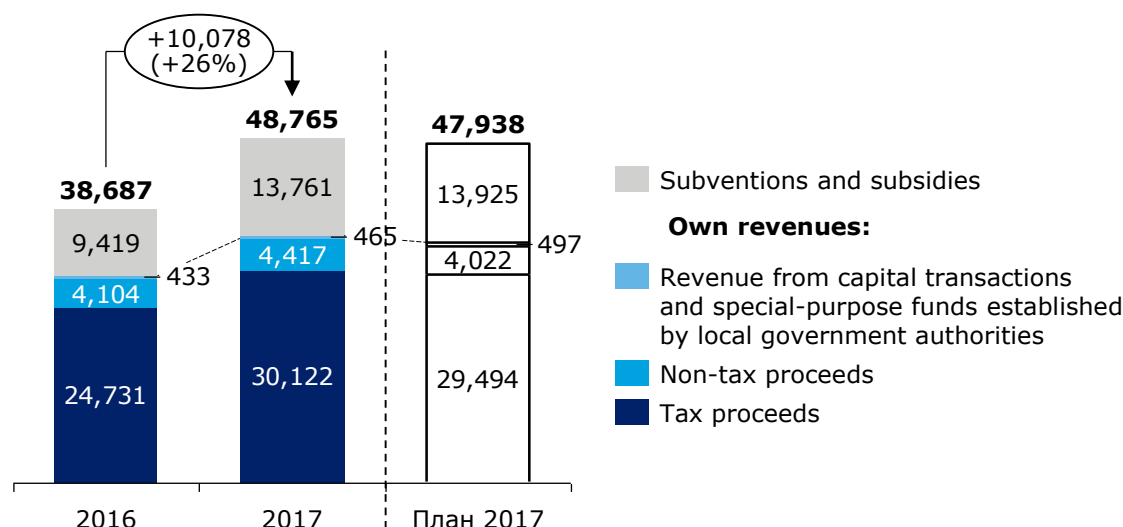 +10,078
(+26%)
48,765
47,938
38,687
13,761
13,925
9,419
465
497
433
4,417
4,022
4,104
30,122
29,494
24,731
2016
2017
План 2017
Subventions and subsidies
Own revenues:
Revenue from capital transactions
and special-purpose funds established
by local government authorities
Non-tax proceeds
Tax proceeds